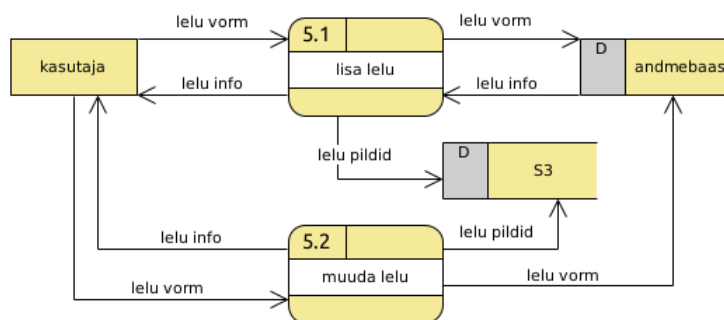 lelu vorm
5.1
lelu vorm
D
kasutaja
lisa lelu
andmebaas
lelu info
lelu info
D
lelu pildid
S3
lelu info
5.2
lelu pildid
muuda lelu
lelu vorm
lelu vorm